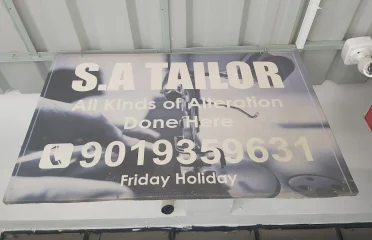 S.A TAILOR
All Kinds of Alteration
Done Here
9019359631
Friday Holiday